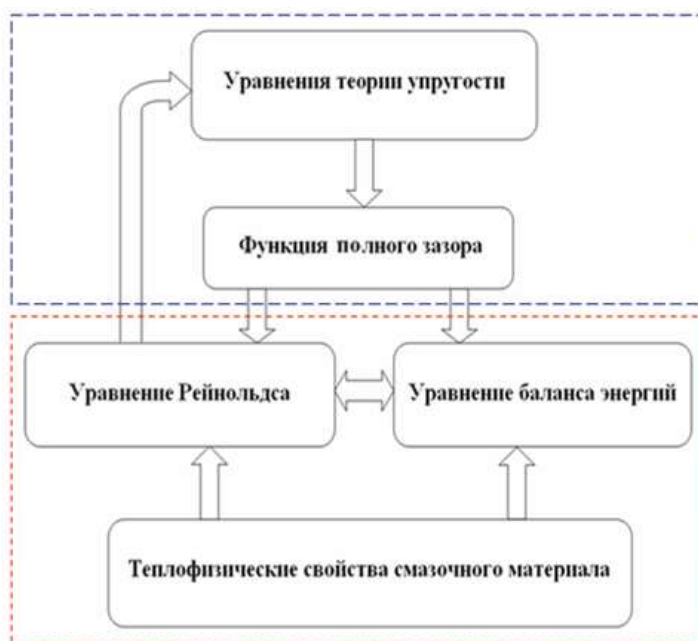 Уравнения теории упругости
Функция полного зазора
Уравнение Рейнольдса
Уравнение баланса энергий
Теплофизические свойства смазочного материала